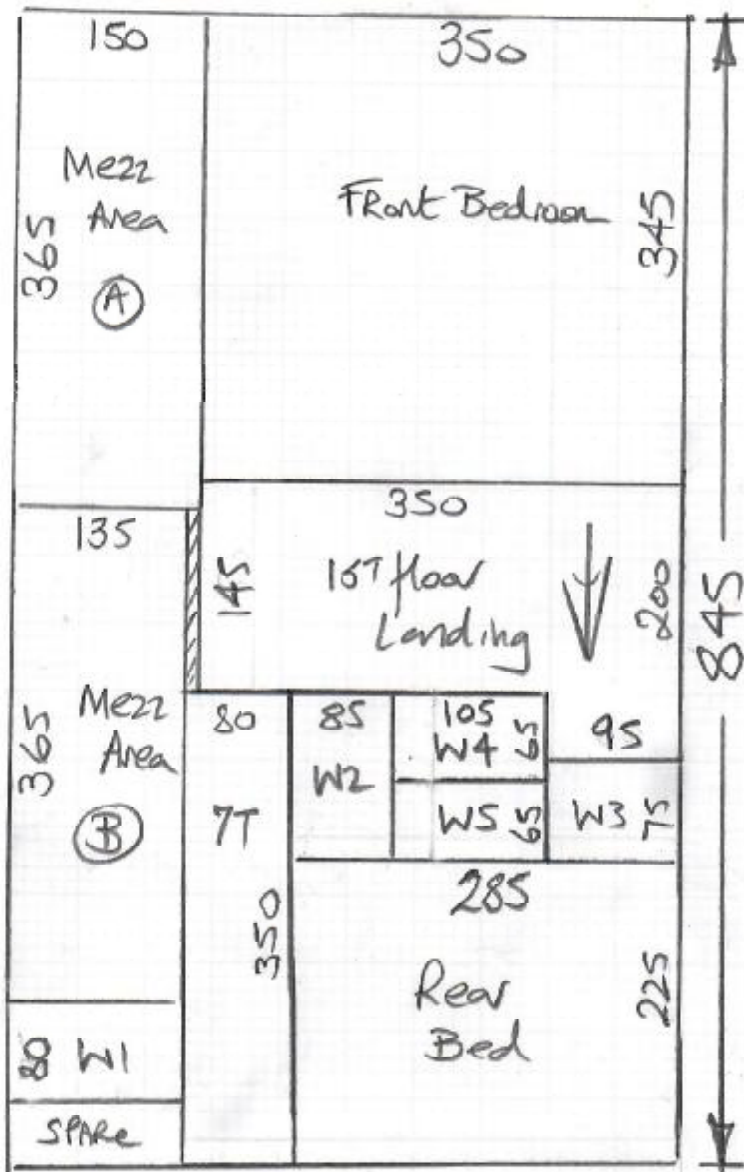 150
350
Mezz
Area
365
A
Front Bedroom
345
350
135
145
1ST floor
Landing
200
845
Mezz
Area
365
B
80
7T
350
85
W2
105
W4
65
W5
65
95
W3
75
285
Rear
Bed
225
80
W1
SPARE